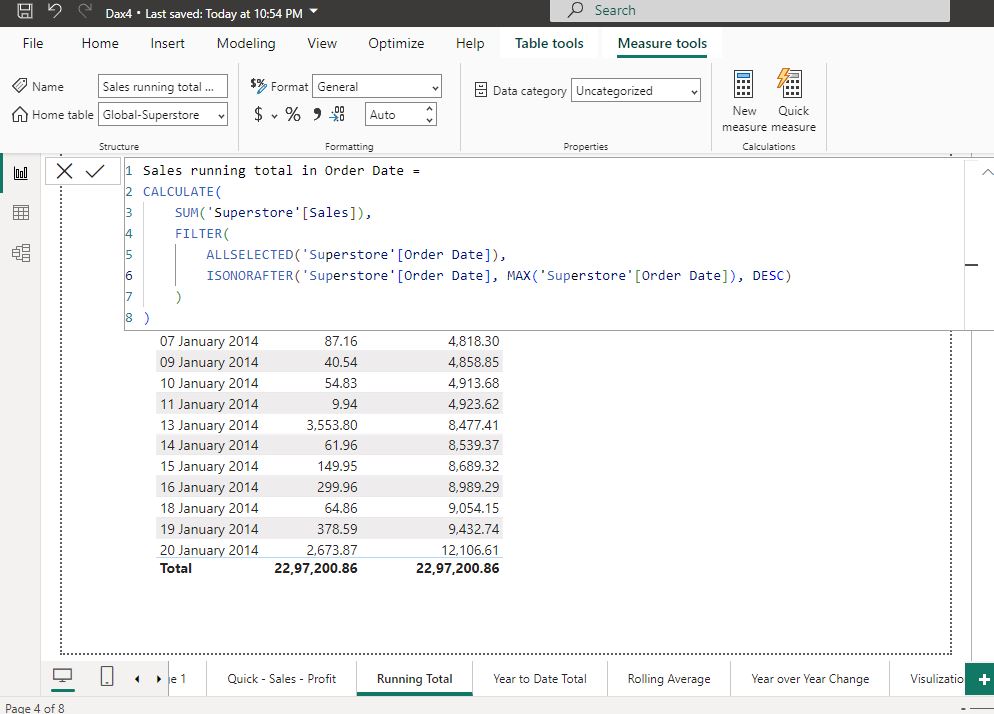 Dax4 • Last saved: Today at 10:54 PM
Search
File Home Insert Modeling View Optimize Help Table tools Measure tools
Name Sales running total ...
Home table Global-Superstore
Structure
$% Format General
$ % 9 Auto
Formatting
Data category Uncategorized
Properties
New measure
Quick measure
Calculations
1 Sales running total in Order Date =
2 CALCULATE(
3 SUM('Superstore'[Sales]),
4 FILTER(
5 ALLSELECTED('Superstore'[Order Date]),
6 ISONORAFTER('Superstore'[Order Date], MAX('Superstore'[Order Date]), DESC)
7 )
8 )
07 January 2014 87.16 4,818.30
09 January 2014 40.54 4,858.85
10 January 2014 54.83 4,913.68
11 January 2014 9.94 4,923.62
13 January 2014 3,553.80 8,477.41
14 January 2014 61.96 8,539.37
15 January 2014 149.95 8,689.32
16 January 2014 299.96 8,989.29
18 January 2014 64.86 9,054.15
19 January 2014 378.59 9,432.74
20 January 2014 2,673.87 12,106.61
Total 22,97,200.86 22,97,200.86
e 1 Quick - Sales - Profit Running Total Year to Date Total Rolling Average Year over Year Change Visulizatio +
Page 4 of 8